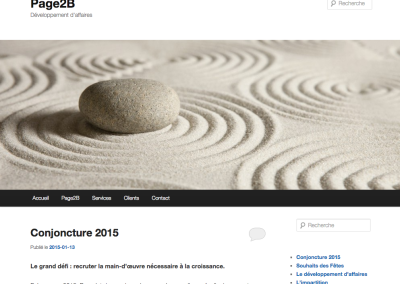 Page2B
Développement d'affaires
Recherche
Accueil Page2B Services Clients Contact
Conjoncture 2015
Publié le 2015-01-13
Le grand défi : recruter la main-d'œuvre nécessaire à la croissance.
Recherche
Conjoncture 2015
Souhaits des Fêtes
Le développement d'affaires
L'impartition